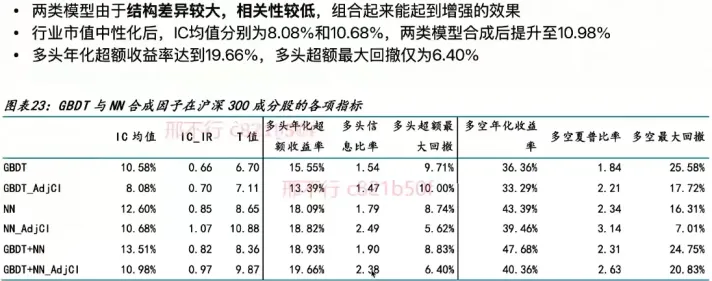 • 两类模型由于结构差异较大，相关性较低，组合起来能起到增强的效果
• 行业市值中性化后，IC均值分别为8.08%和10.68%，两类模型合成后提升至10.98%
• 多头年化超额收益率达到19.66%，多头超额最大回撤仅为6.40%
图表23：GBDT 与 NN 合成因子在沪深 300 成分股的各项指标
IC 均值 IC_IR T 值 多头年化超额收益率 多头信息比率 多头超额最大回撤 多空年化收益率 多空夏普比率 多空最大回撤
GBDT 10.58% 0.66 6.70 15.55% 1.54 9.71% 36.36% 1.84 25.58%
GBDT_AdjCI 8.08% 0.70 7.11 13.39% 1.47 10.00% 33.29% 2.21 17.72%
NN 12.60% 0.85 8.65 18.09% 1.79 8.74% 43.39% 2.34 16.31%
NN_AdjCI 10.68% 1.07 10.88 18.82% 2.49 5.62% 39.46% 3.14 7.01%
GBDT+NN 13.51% 0.82 8.36 18.93% 1.90 8.83% 47.68% 2.31 24.75%
GBDT+NN_AdjCI 10.98% 0.97 9.87 19.66% 2.38 6.40% 40.36% 2.63 20.83%